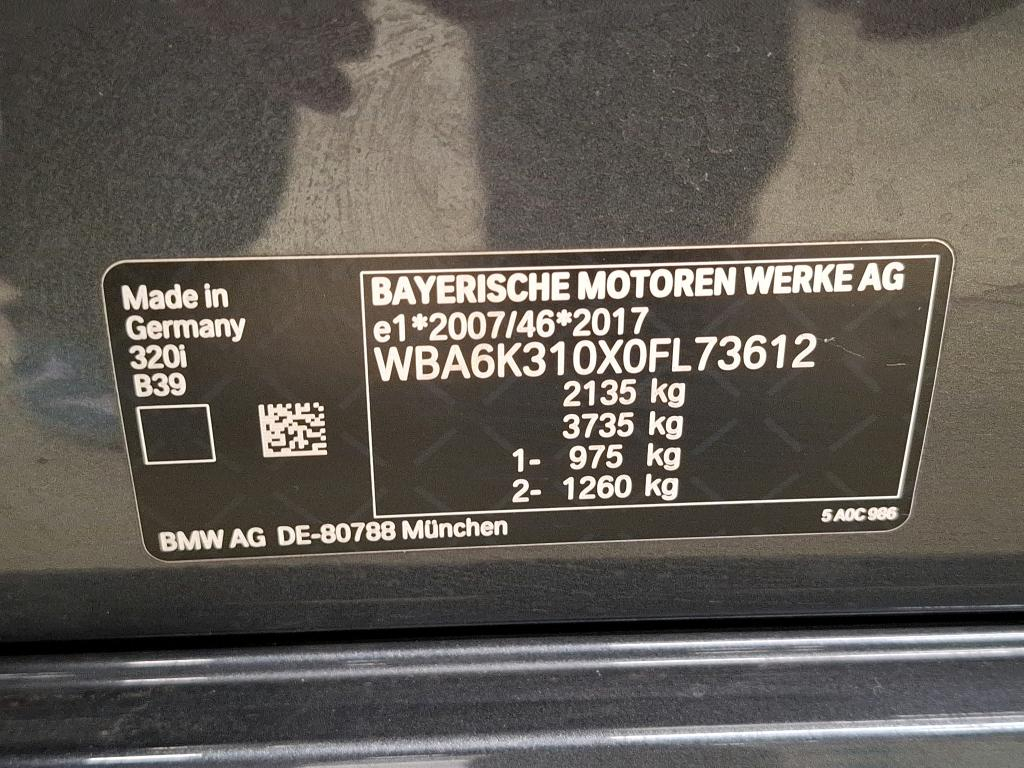 Made in
Germany
320i
B39
BAYERISCHE MOTOREN WERKE AG
e1*2007/46*2017
WBA6K310X0FL73612
2135 kg
3735 kg
1- 975 kg
2- 1260 kg
5 A0C 986
BMW AG DE-80788 München